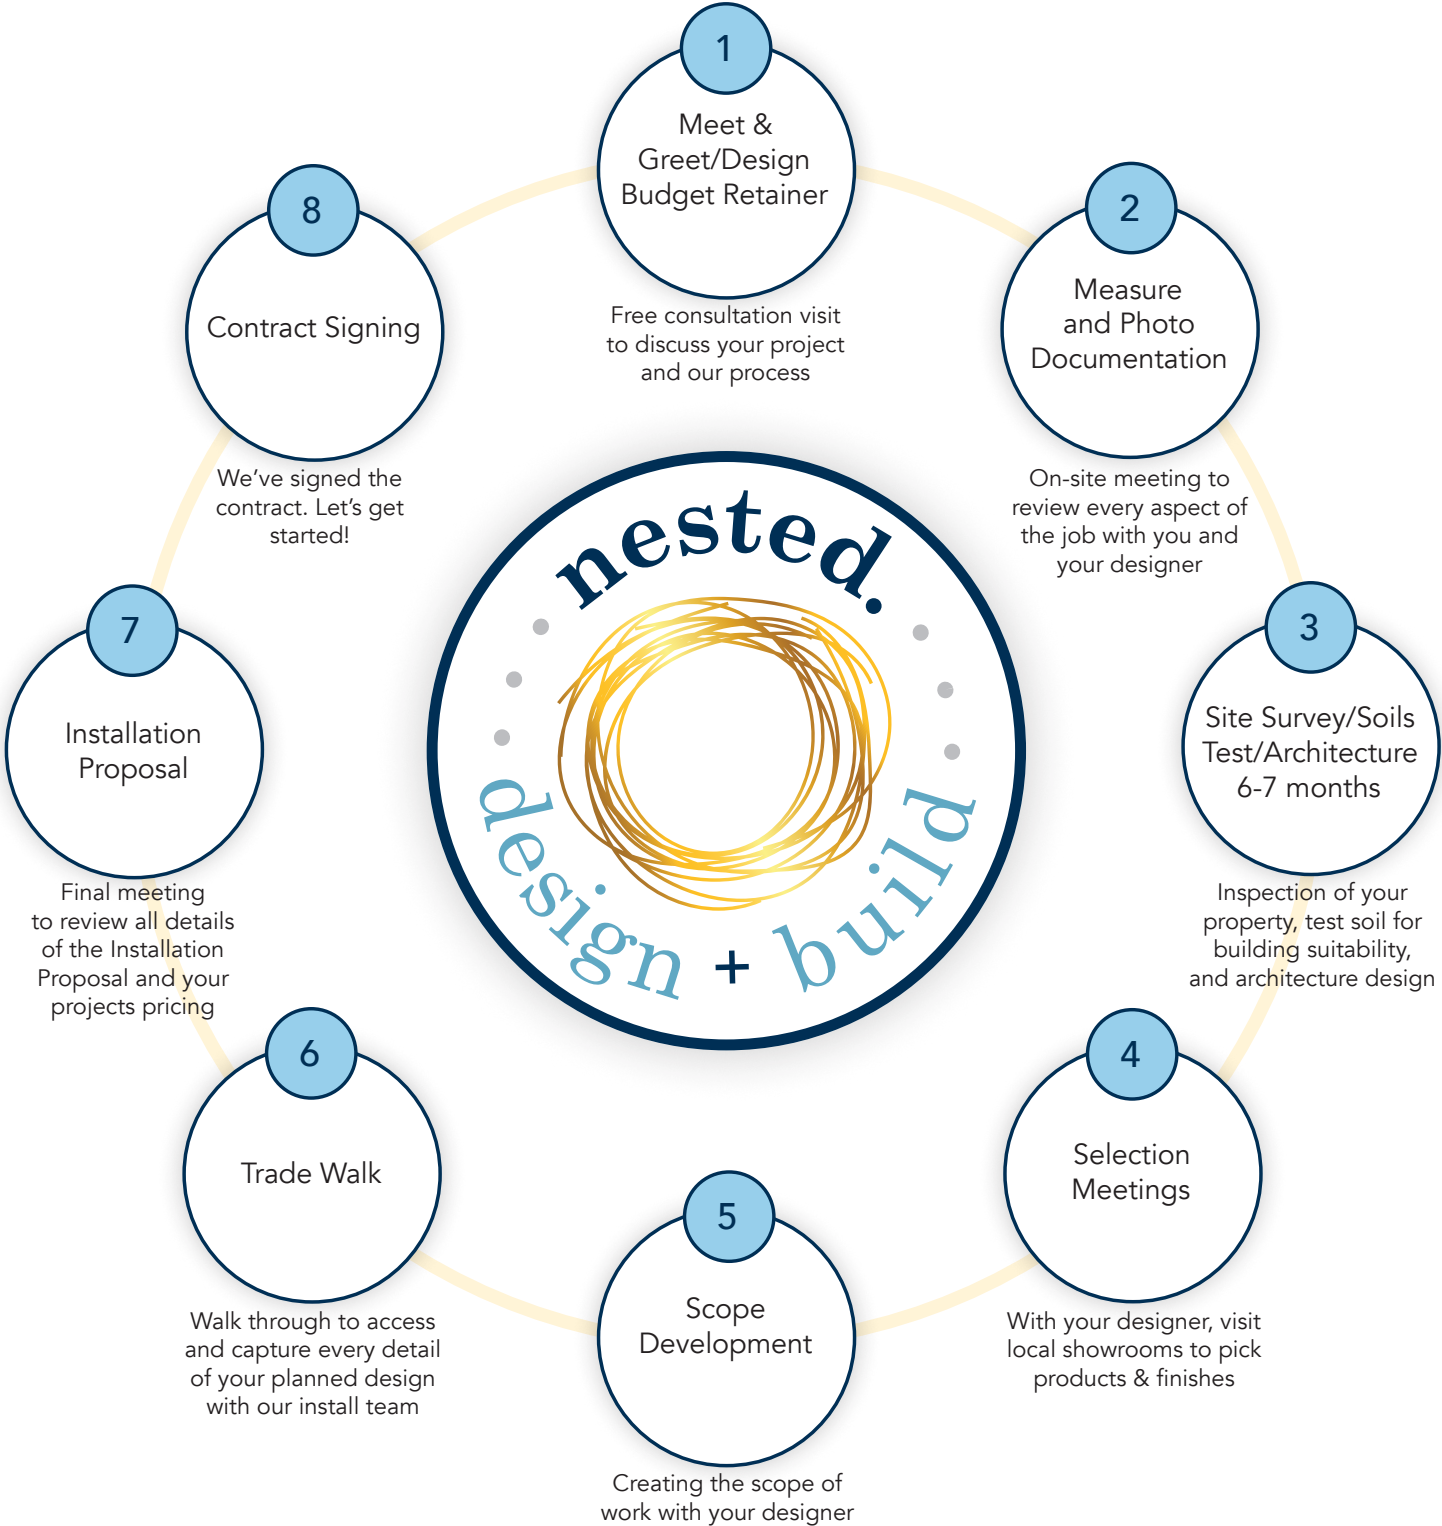 1
Meet &
Greet/Design
Budget Retainer
Free consultation visit
to discuss your project
and our process
2
Measure
and Photo
Documentation
On-site meeting to
review every aspect of
the job with you and
your designer
3
Site Survey/Soils
Test/Architecture
6-7 months
Inspection of your
property, test soil for
building suitability,
and architecture design
4
Selection
Meetings
With your designer, visit
local showrooms to pick
products & finishes
5
Scope
Development
Creating the scope of
work with your designer
6
Trade Walk
Walk through to access
and capture every detail
of your planned design
with our install team
7
Installation
Proposal
Final meeting
to review all details
of the Installation
Proposal and your
projects pricing
8
Contract Signing
We’ve signed the
contract. Let’s get
started!
nested.
design + build